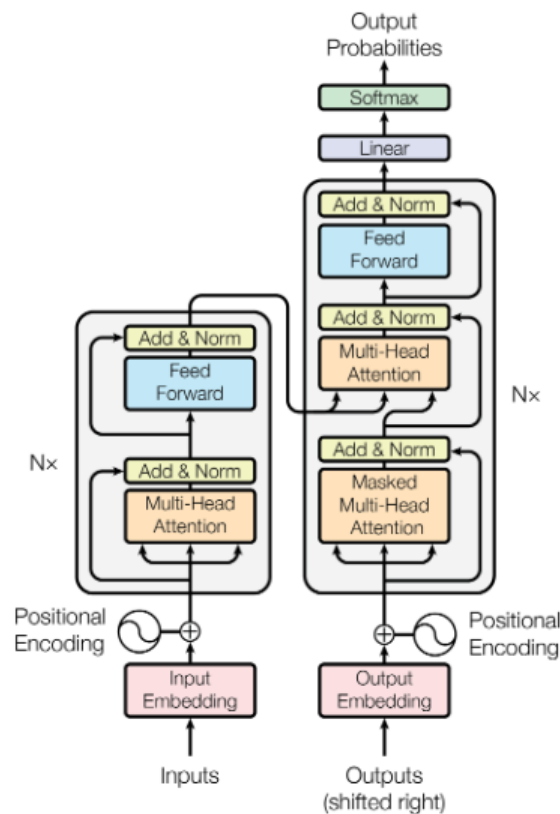 Output
Probabilities
Softmax
Linear
Add & Norm
Feed
Forward
Add & Norm
Multi-Head
Attention
Add & Norm
Masked
Multi-Head
Attention
N×
Add & Norm
Feed
Forward
Add & Norm
Multi-Head
Attention
N×
Positional
Encoding
Positional
Encoding
Input
Embedding
Output
Embedding
Inputs
Outputs
(shifted right)